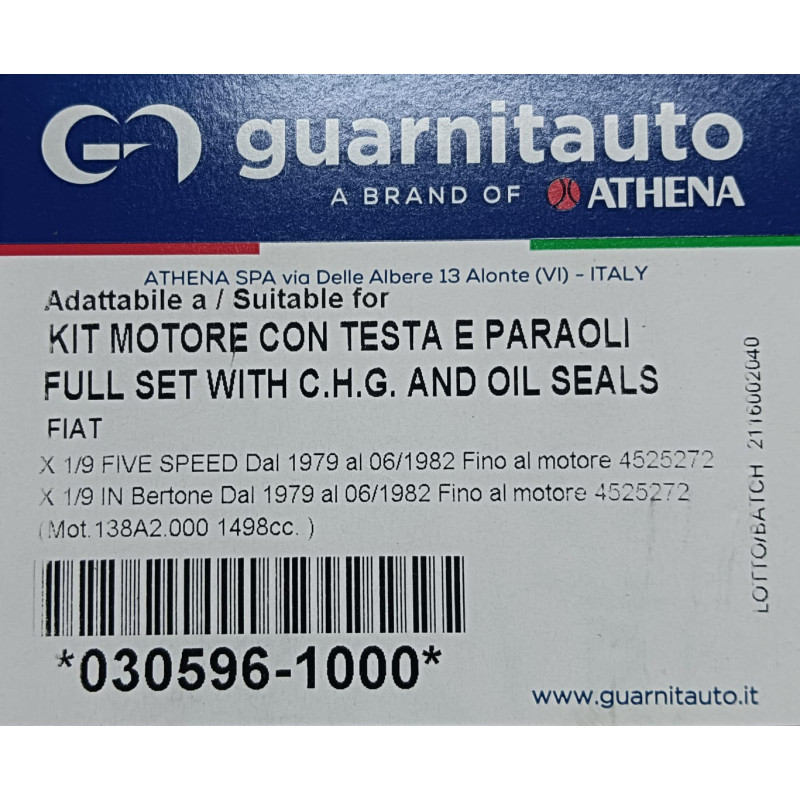 guarnitauto
A BRAND OF ATHENA
ATHENA SPA via Delle Albere 13 Alonte (VI) - ITALY
Adattabile a / Suitable for
KIT MOTORE CON TESTA E PARAOLI
FULL SET WITH C.H.G. AND OIL SEALS
FIAT
X 1/9 FIVE SPEED Dal 1979 al 06/1982 Fino al motore 4525272
X 1/9 IN Bertone Dal 1979 al 06/1982 Fino al motore 4525272
(Mot.138A2.000 1498cc. )
*030596-1000*
www.guarnitauto.it
LOTTO/BATCH 2116002040